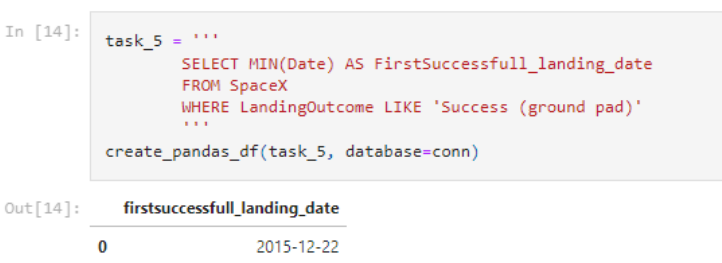 In [14]:
task_5 = '''
SELECT MIN(Date) AS FirstSuccessfull_landing_date
FROM SpaceX
WHERE LandingOutcome LIKE 'Success (ground pad)'
'''
create_pandas_df(task_5, database=conn)
Out[14]:
firstsuccessfull_landing_date
0 2015-12-22